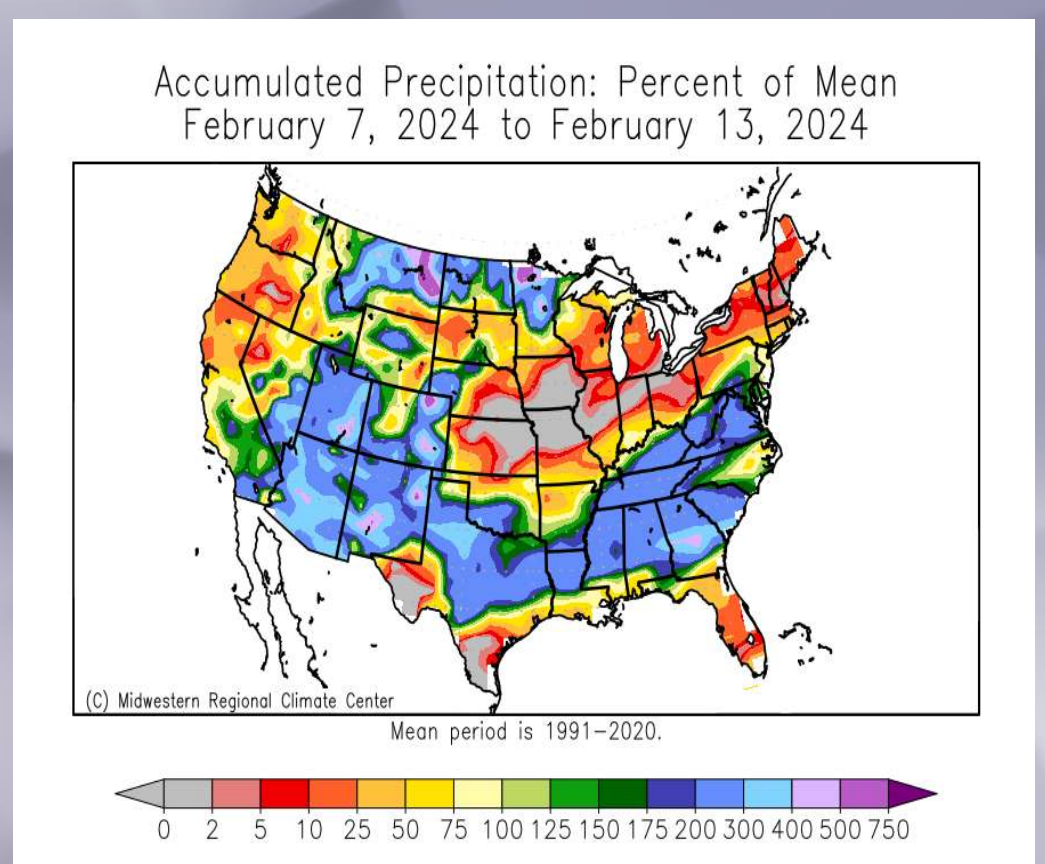 Accumulated Precipitation: Percent of Mean
February 7, 2024 to February 13, 2024
(C) Midwestern Regional Climate Center
Mean period is 1991-2020.
0 2 5 10 25 50 75 100 125 150 175 200 300 400 500 750